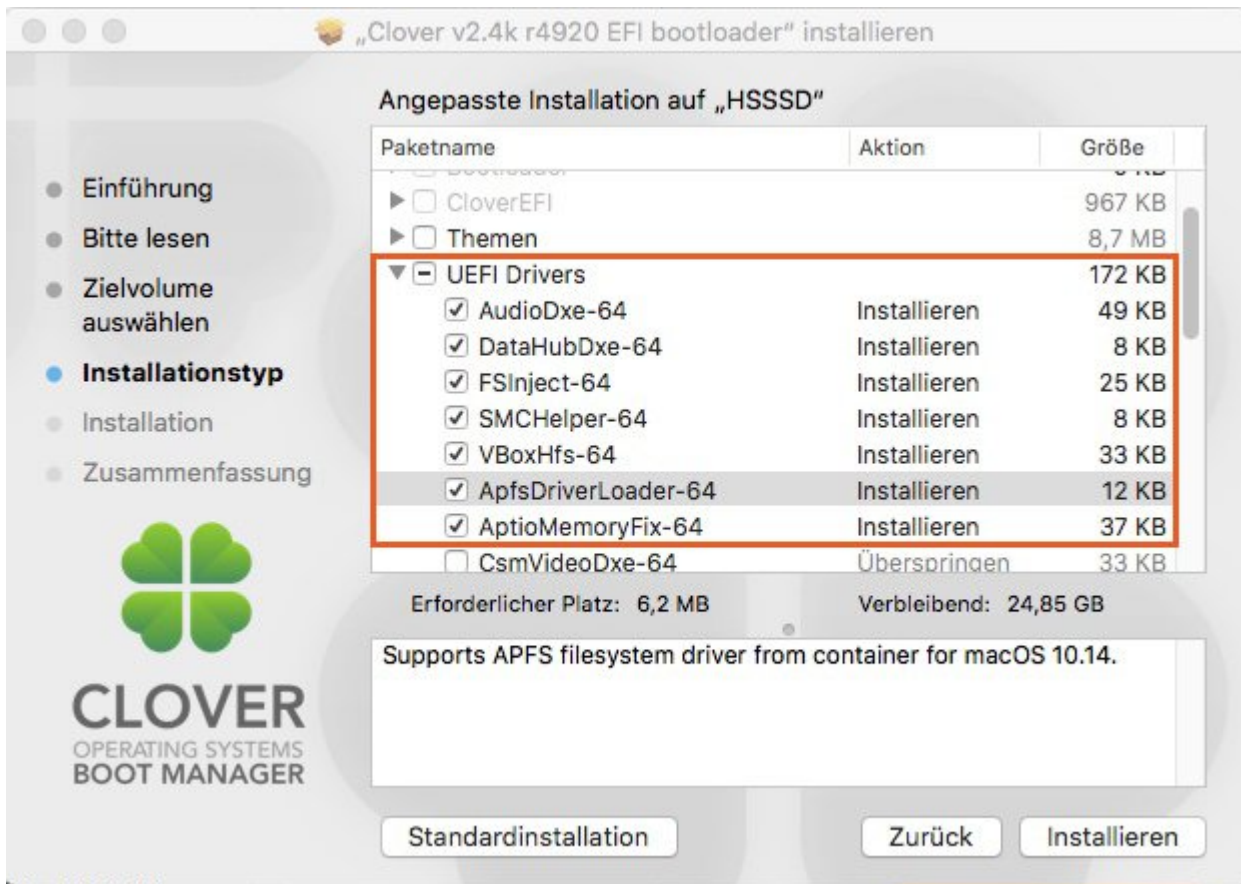 „Clover v2.4k r4920 EFI bootloader“ installieren
Angepasste Installation auf „HSSSD“
Paketname Aktion Größe
CloverEFI 967 KB
Themen 8,7 MB
UEFI Drivers 172 KB
AudioDxe-64 Installieren 49 KB
DataHubDxe-64 Installieren 8 KB
FSInject-64 Installieren 25 KB
SMCHelper-64 Installieren 8 KB
VBoxHfs-64 Installieren 33 KB
ApfsDriverLoader-64 Installieren 12 KB
AptioMemoryFix-64 Installieren 37 KB
CsmVideoDxe-64 Überspringen 33 KB
Einführung
Bitte lesen
Zielvolume
auswählen
Installationstyp
Installation
Zusammenfassung
Erforderlicher Platz: 6,2 MB Verbleibend: 24,85 GB
Supports APFS filesystem driver from container for macOS 10.14.
CLOVER
OPERATING SYSTEMS
BOOT MANAGER
Standardinstallation Zurück Installieren